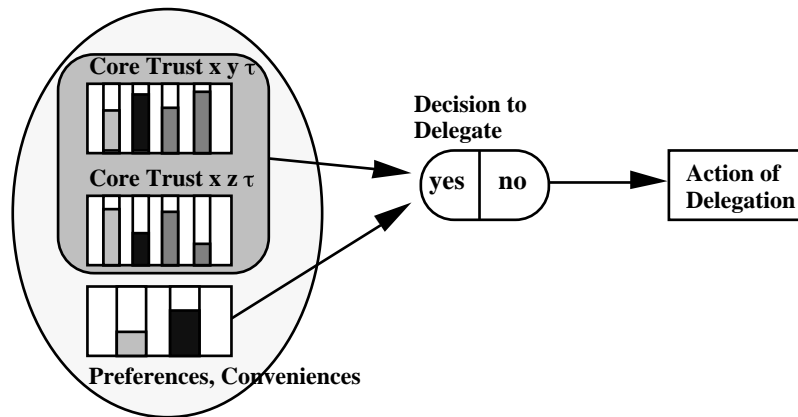 Core Trust x y τ
Core Trust x z τ
Preferences, Conveniences
Decision to
Delegate
yes no
Action of
Delegation